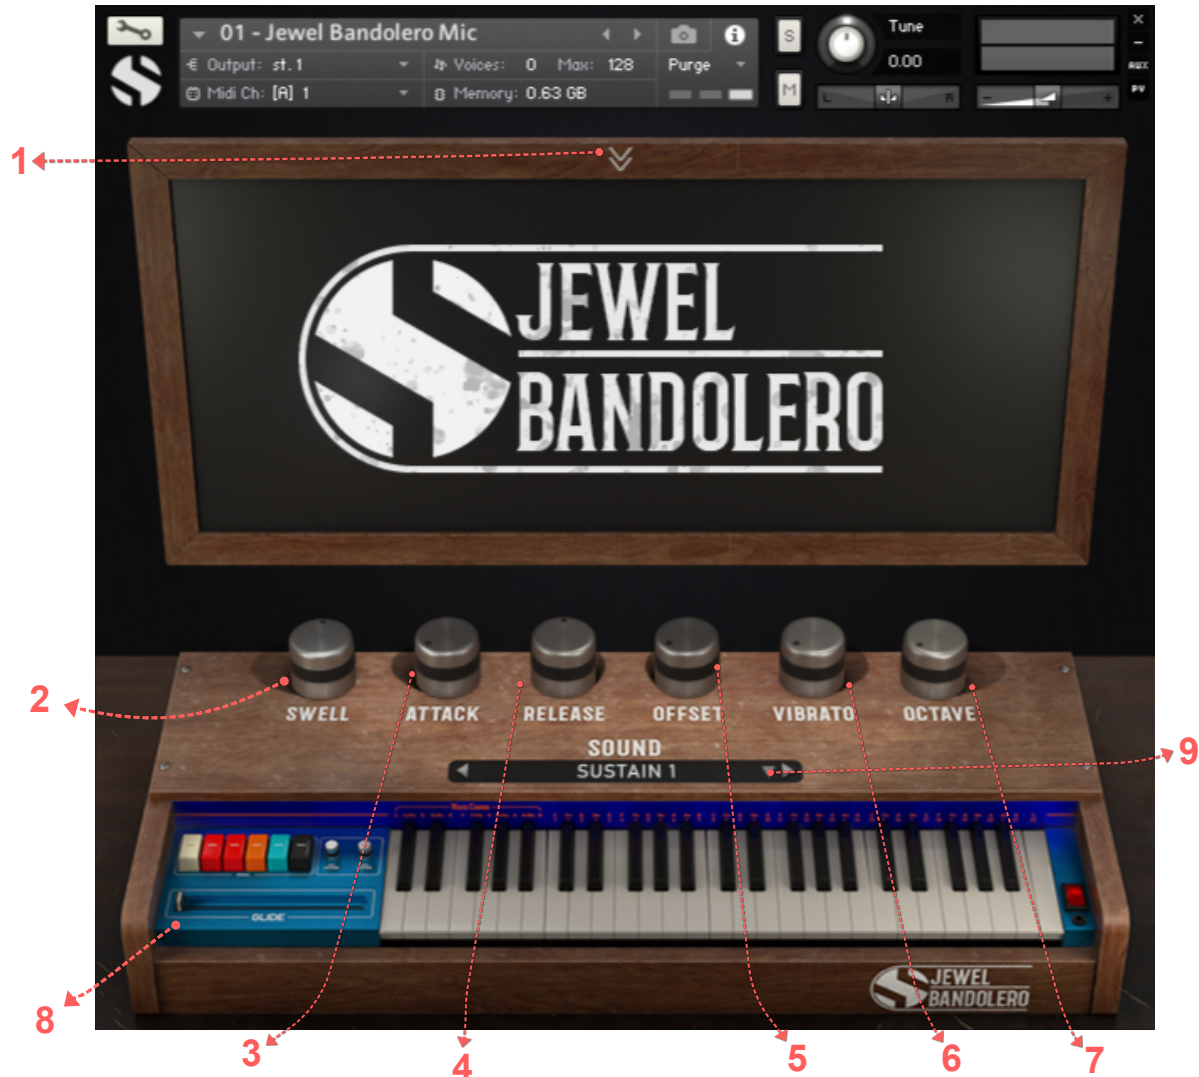 01 - Jewel Bandolero Mic
Output: st. 1
Voices: 0 Max: 128
Purge
Midi Ch: [A] 1
Memory: 0.63 GB
S
M
Tune
0.00
L R
- +
×
–
AUX
PV
1
JEWEL
BANDOLERO
2
SWELL ATTACK RELEASE OFFSET VIBRATO OCTAVE
SOUND
SUSTAIN 1
9
GLIDE
JEWEL
BANDOLERO
8
3 4 5 6 7